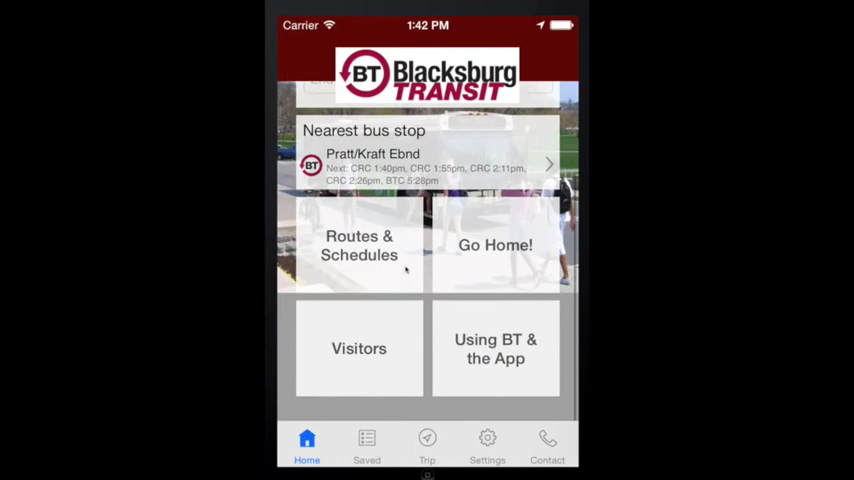 Carrier 1:42 PM
BT Blacksburg
TRANSIT
Nearest bus stop
BT Pratt/Kraft Ebnd
Next: CRC 1:40pm, CRC 1:55pm, CRC 2:11pm,
CRC 2:26pm, BTC 5:28pm
Routes &
Schedules
Go Home!
Visitors
Using BT &
the App
Home Saved Trip Settings Contact